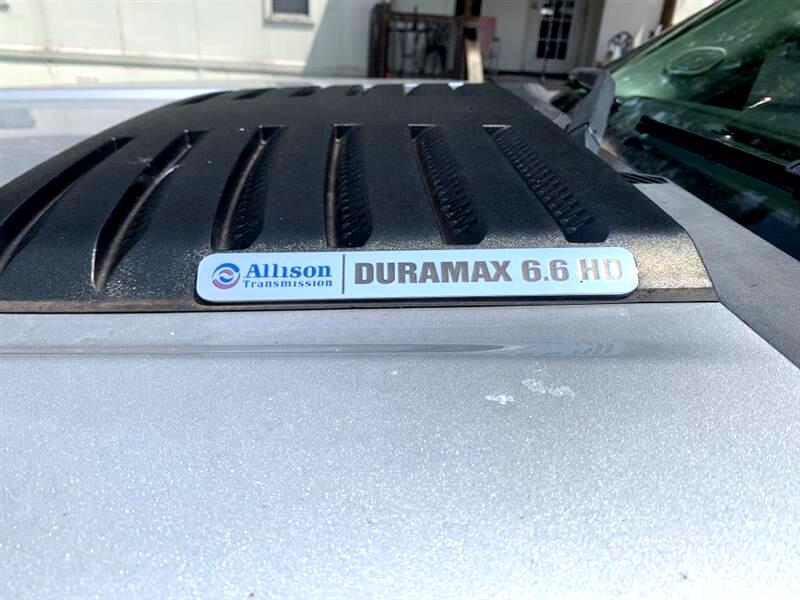 Allison
Transmission
DURAMAX 6.6 HD